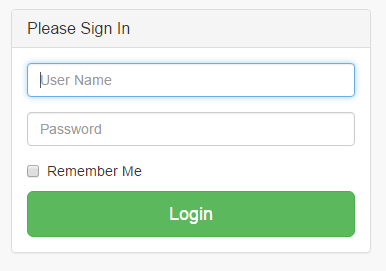 Please Sign In
User Name
Password
Remember Me
Login